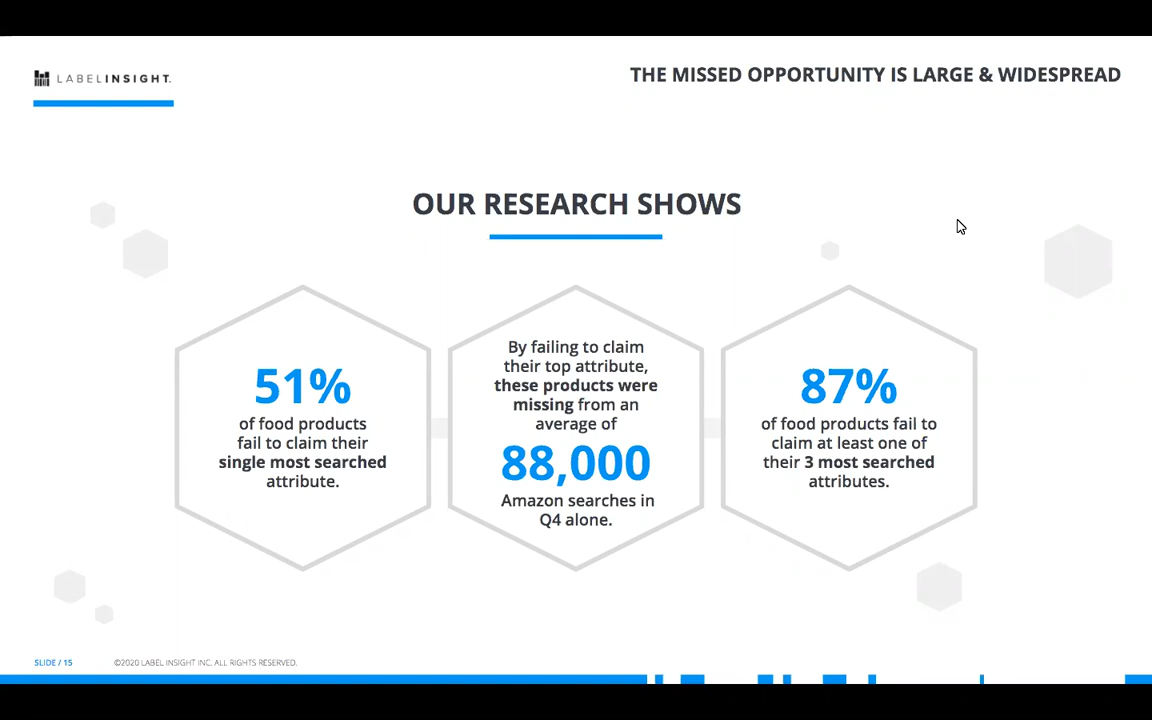 LABELINSIGHT.
THE MISSED OPPORTUNITY IS LARGE & WIDESPREAD
OUR RESEARCH SHOWS
51%
of food products
fail to claim their
single most searched
attribute.
By failing to claim
their top attribute,
these products were
missing from an
average of
88,000
Amazon searches in
Q4 alone.
87%
of food products fail to
claim at least one of
their 3 most searched
attributes.
SLIDE / 15
©2020 LABEL INSIGHT INC. ALL RIGHTS RESERVED.